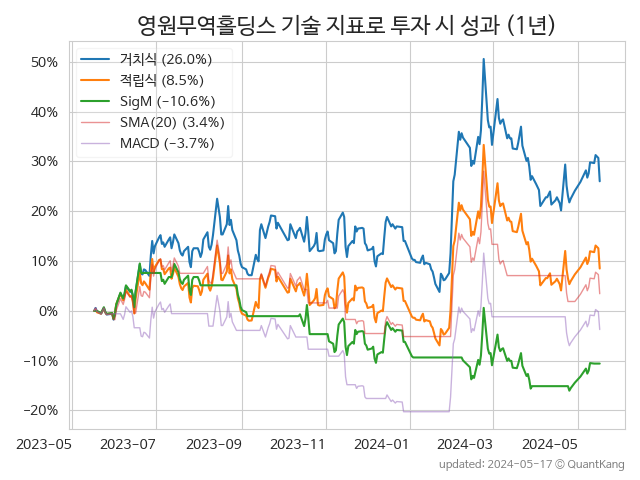 영원무역홀딩스 기술 지표로 투자 시 성과 (1년)
거치식 (26.0%)
적립식 (8.5%)
SigM (−10.6%)
SMA(20) (3.4%)
MACD (−3.7%)
50%
40%
30%
20%
10%
0%
−10%
−20%
2023-05 2023-07 2023-09 2023-11 2024-01 2024-03 2024-05
updated: 2024-05-17 © QuantKang